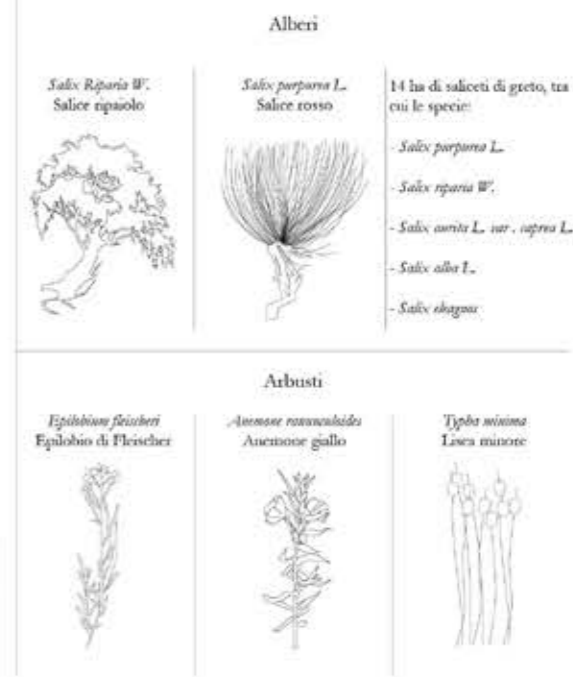 Alberi
Salix Riparia W.
Salice ripaiolo
Salix purpurea L.
Salice rosso
14 ha di saliceti di greto, tra
cui le specie:
- Salix purpurea L.
- Salix riparia W.
- Salix aurita L. var. caprea L.
- Salix alba L.
- Salix eleagnos
Arbusti
Epilobium fleischeri
Epilobio di Fleischer
Anemone ranunculoides
Anemone giallo
Typha minima
Lisca minore